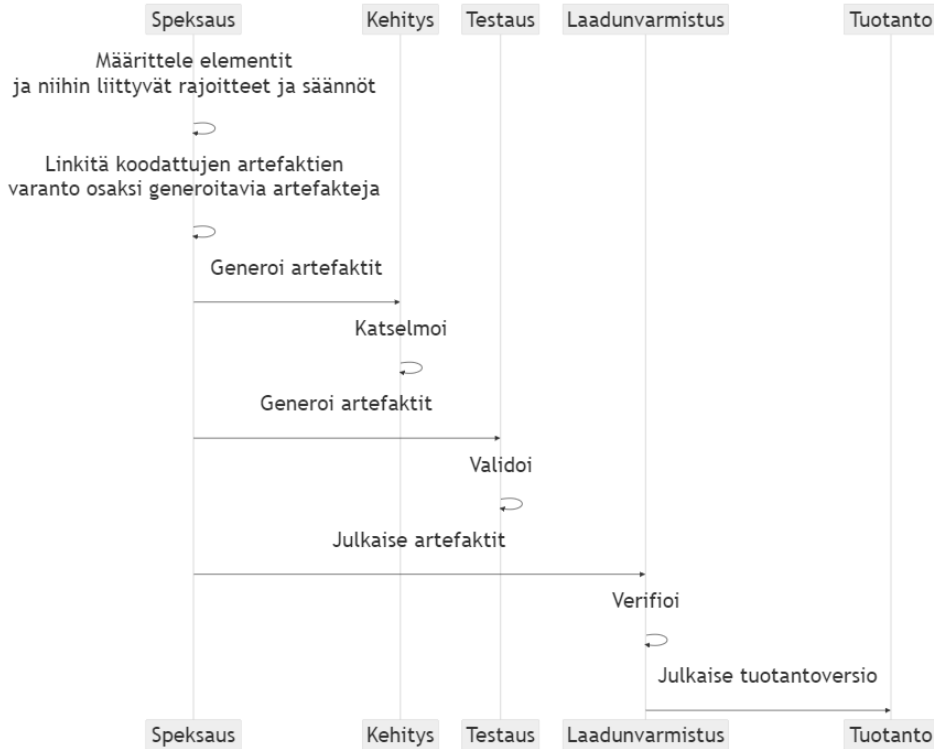 Speksaus Kehitys Testaus Laadunvarmistus Tuotanto
Määrittele elementit
ja niihin liittyvät rajoitteet ja säännöt
Linkitä koodattujen artefaktien
varanto osaksi generoitavia artefakteja
Generoi artefaktit
Katselmoi
Generoi artefaktit
Validoi
Julkaise artefaktit
Verifioi
Julkaise tuotantoversio
Speksaus Kehitys Testaus Laadunvarmistus Tuotanto